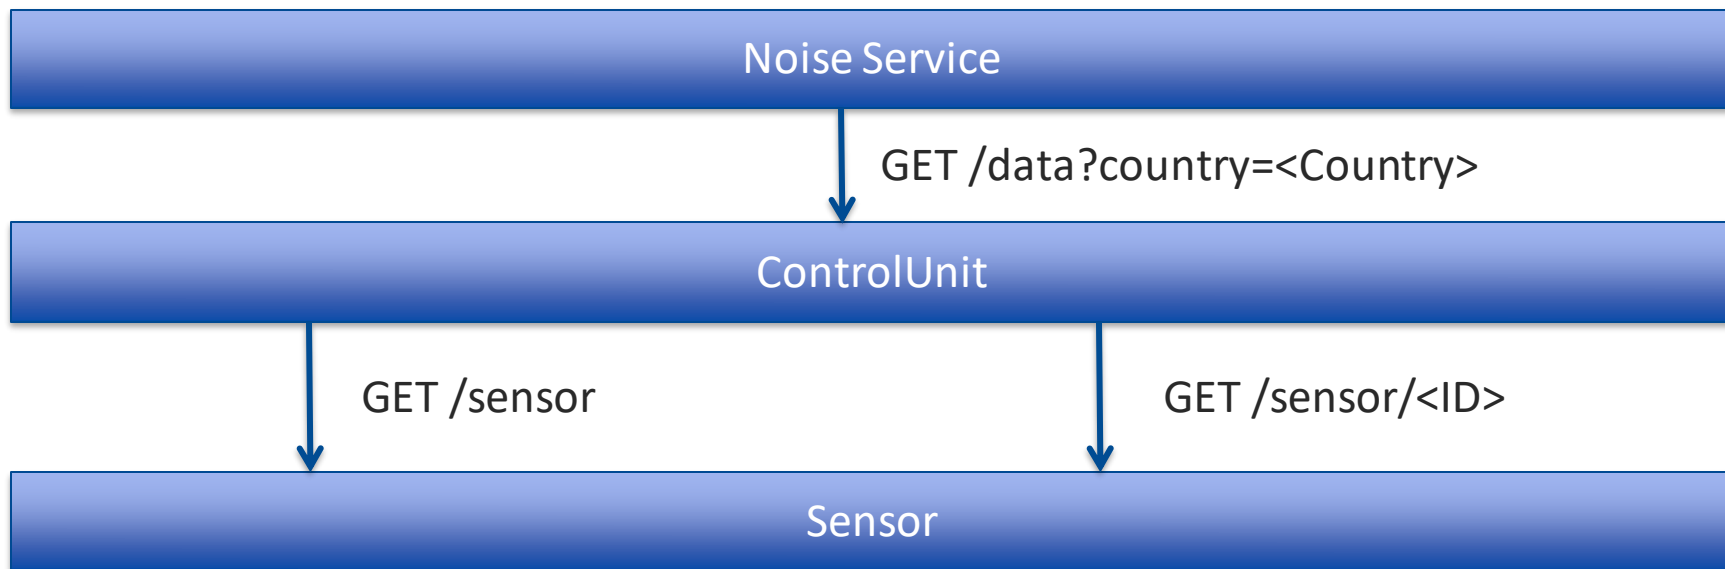 Noise Service
GET /data?country=<Country>
ControlUnit
GET /sensor
GET /sensor/<ID>
Sensor